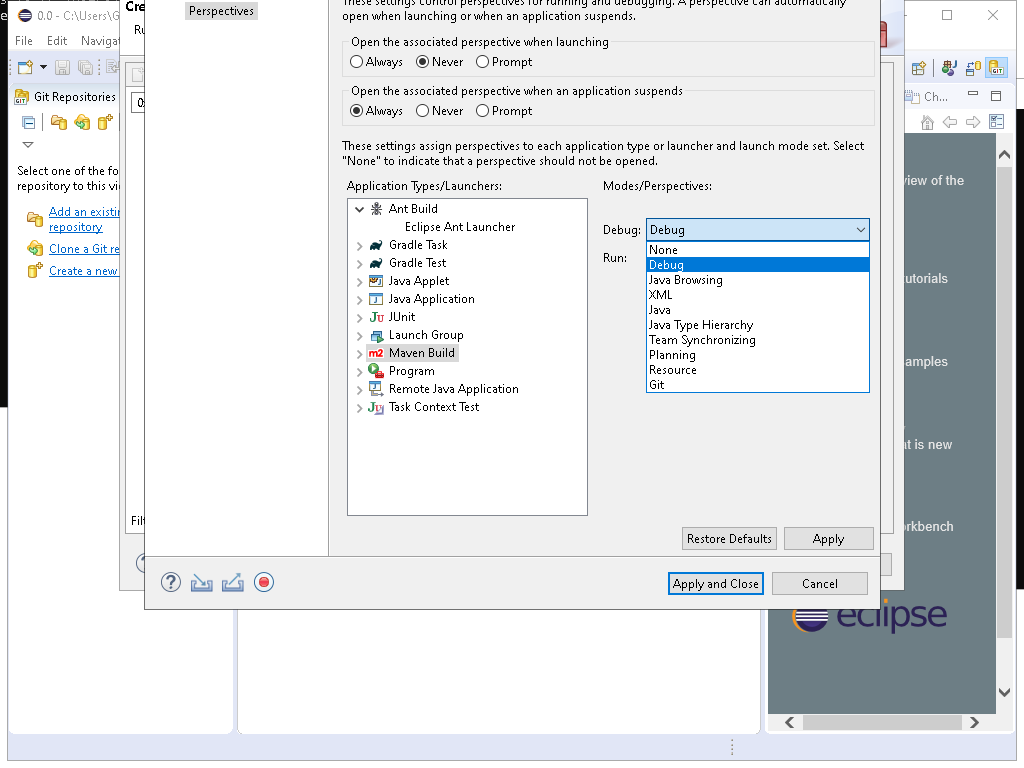 0.0 - C:\Users\G
File Edit Navigat
Git Repositories
Select one of the fo
repository to this vi
Add an existin
repository
Clone a Git re
Create a new
Cre
Ru
Perspectives
These settings control perspectives for running and debugging. A perspective can automatically
open when launching or when an application suspends.
Open the associated perspective when launching
Always Never Prompt
Open the associated perspective when an application suspends
Always Never Prompt
These settings assign perspectives to each application type or launcher and launch mode set. Select
"None" to indicate that a perspective should not be opened.
Application Types/Launchers:
Ant Build
Eclipse Ant Launcher
Gradle Task
Gradle Test
Java Applet
Java Application
JUnit
Launch Group
Maven Build
Program
Remote Java Application
Task Context Test
Modes/Perspectives:
Debug: Debug
Run:
None
Debug
Java Browsing
XML
Java
Java Type Hierarchy
Team Synchronizing
Planning
Resource
Git
Filt
Restore Defaults Apply
Apply and Close Cancel
Ch...
view of the
utorials
amples
at is new
orkbench
eclipse